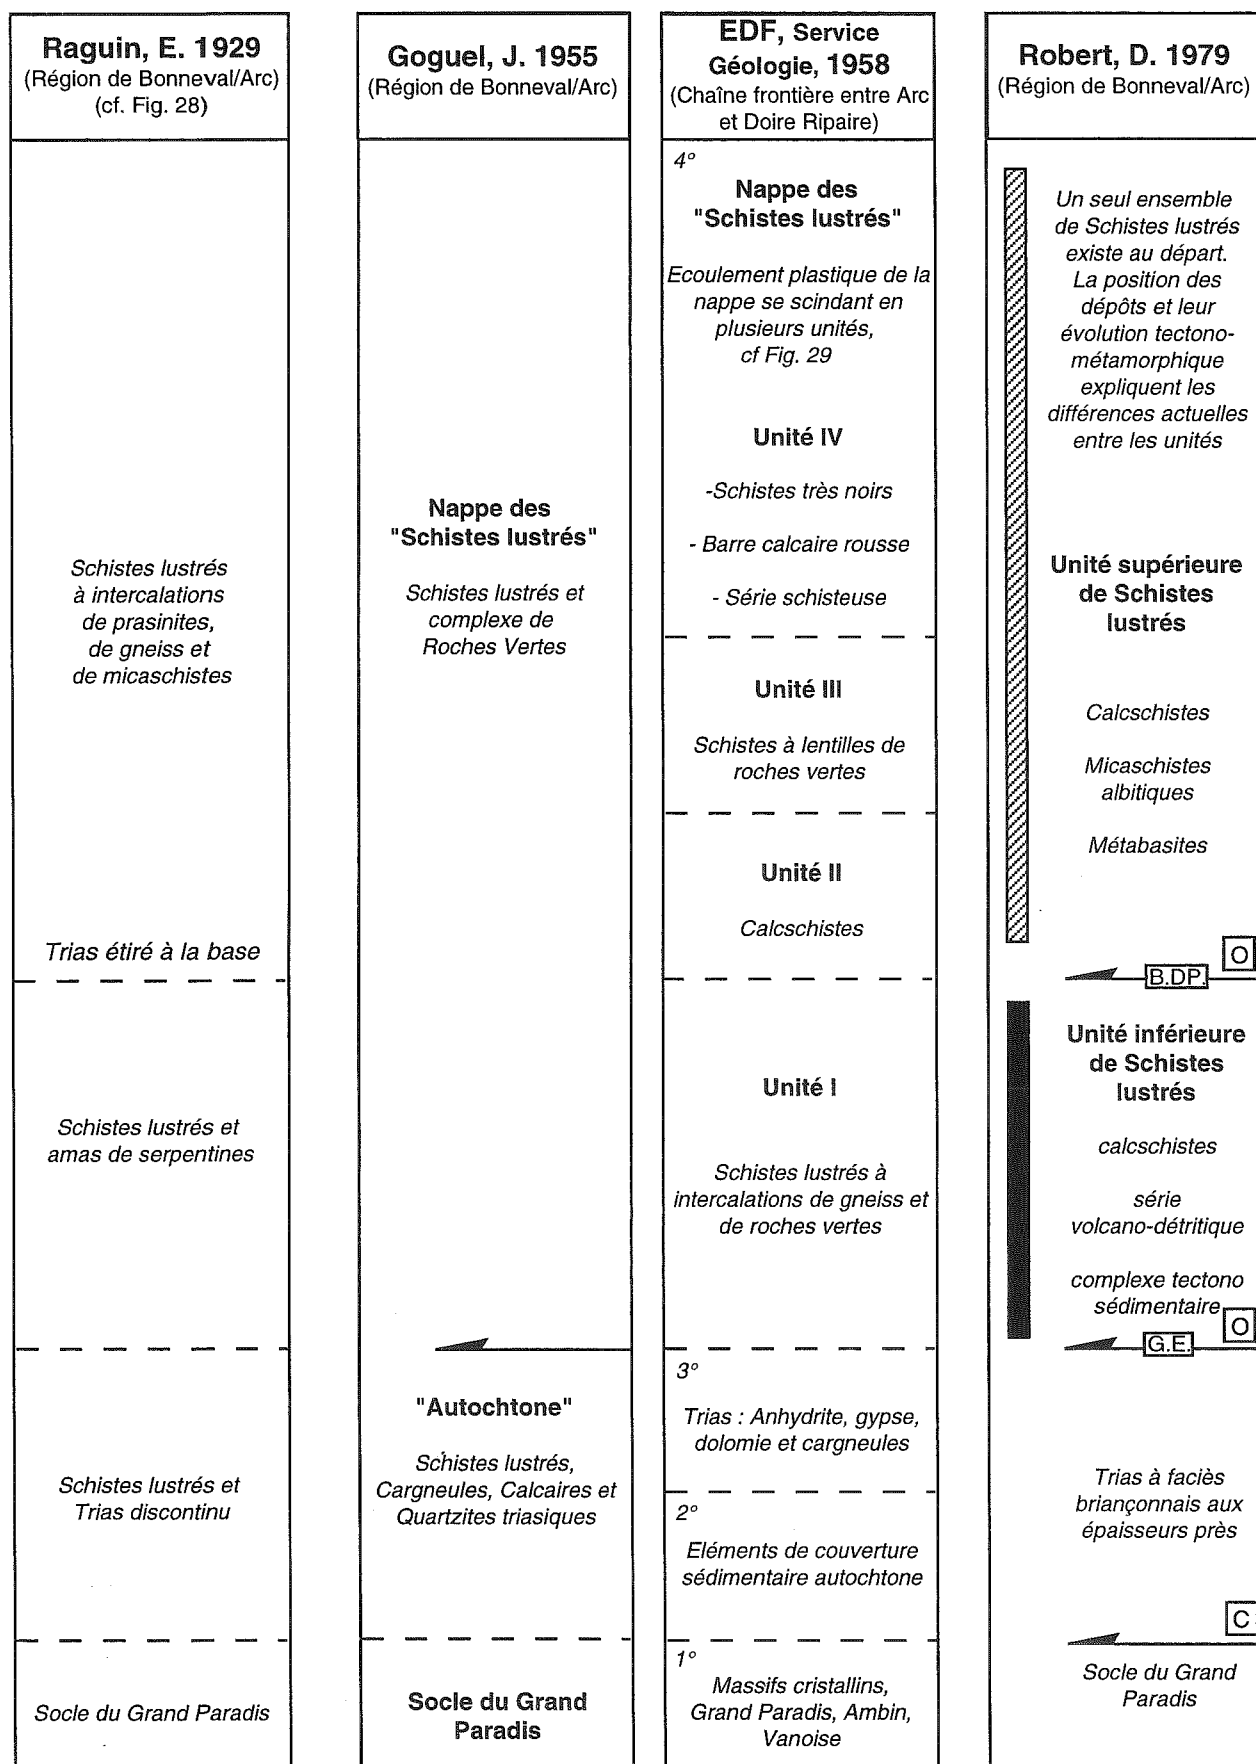 Raguin, E. 1929
(Région de Bonneval/Arc)
(cf. Fig. 28)
Schistes lustrés
à intercalations
de prasinites,
de gneiss et
de micaschistes
Trias étiré à la base
Schistes lustrés et
amas de serpentines
Schistes lustrés et
Trias discontinu
Socle du Grand Paradis
Goguel, J. 1955
(Région de Bonneval/Arc)
Nappe des
"Schistes lustrés"
Schistes lustrés et
complexe de
Roches Vertes
"Autochtone"
Schistes lustrés,
Cargneules, Calcaires et
Quartzites triasiques
Socle du Grand
Paradis
EDF, Service
Géologie, 1958
(Chaîne frontière entre Arc
et Doire Ripaire)
4°
Nappe des
"Schistes lustrés"
Ecoulement plastique de la
nappe se scindant en
plusieurs unités,
cf Fig. 29
Unité IV
-Schistes très noirs
- Barre calcaire rousse
- Série schisteuse
Unité III
Schistes à lentilles de
roches vertes
Unité II
Calcschistes
Unité I
Schistes lustrés à
intercalations de gneiss et
de roches vertes
3°
Trias : Anhydrite, gypse,
dolomie et cargneules
2°
Eléments de couverture
sédimentaire autochtone
1°
Massifs cristallins,
Grand Paradis, Ambin,
Vanoise
Robert, D. 1979
(Région de Bonneval/Arc)
Un seul ensemble
de Schistes lustrés
existe au départ.
La position des
dépôts et leur
évolution tectono-
métamorphique
expliquent les
différences actuelles
entre les unités
Unité supérieure
de Schistes
lustrés
Calcschistes
Micaschistes
albitiques
Métabasites
O
B.DP.
Unité inférieure
de Schistes
lustrés
calcschistes
série
volcano-détritique
complexe tectono
sédimentaire
O
G.E.
Trias à faciès
briançonnais aux
épaisseurs près
C
Socle du Grand
Paradis